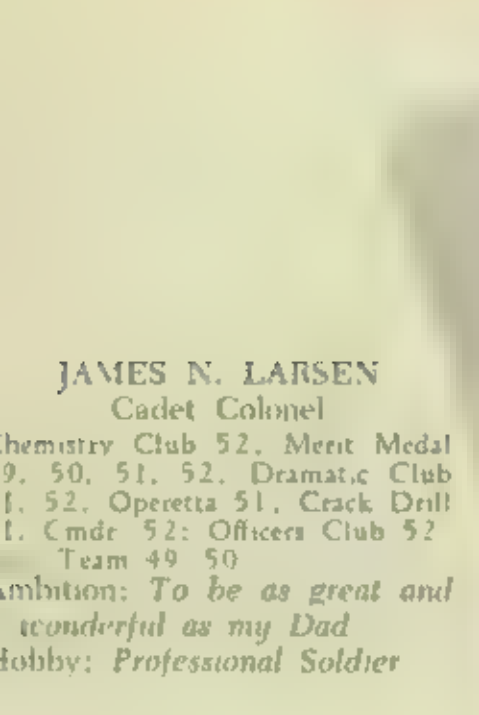 JAMES N. LARSEN
Cadet Colonel
Chemistry Club 52, Merit Medal
9, 50, 51, 52, Dramatic Club
1, 52, Operetta 51, Crack Drill
1, Cmdr 52; Officers Club 52
Team 49 50
Ambition: To be as great and
wonderful as my Dad
Hobby: Professional Soldier